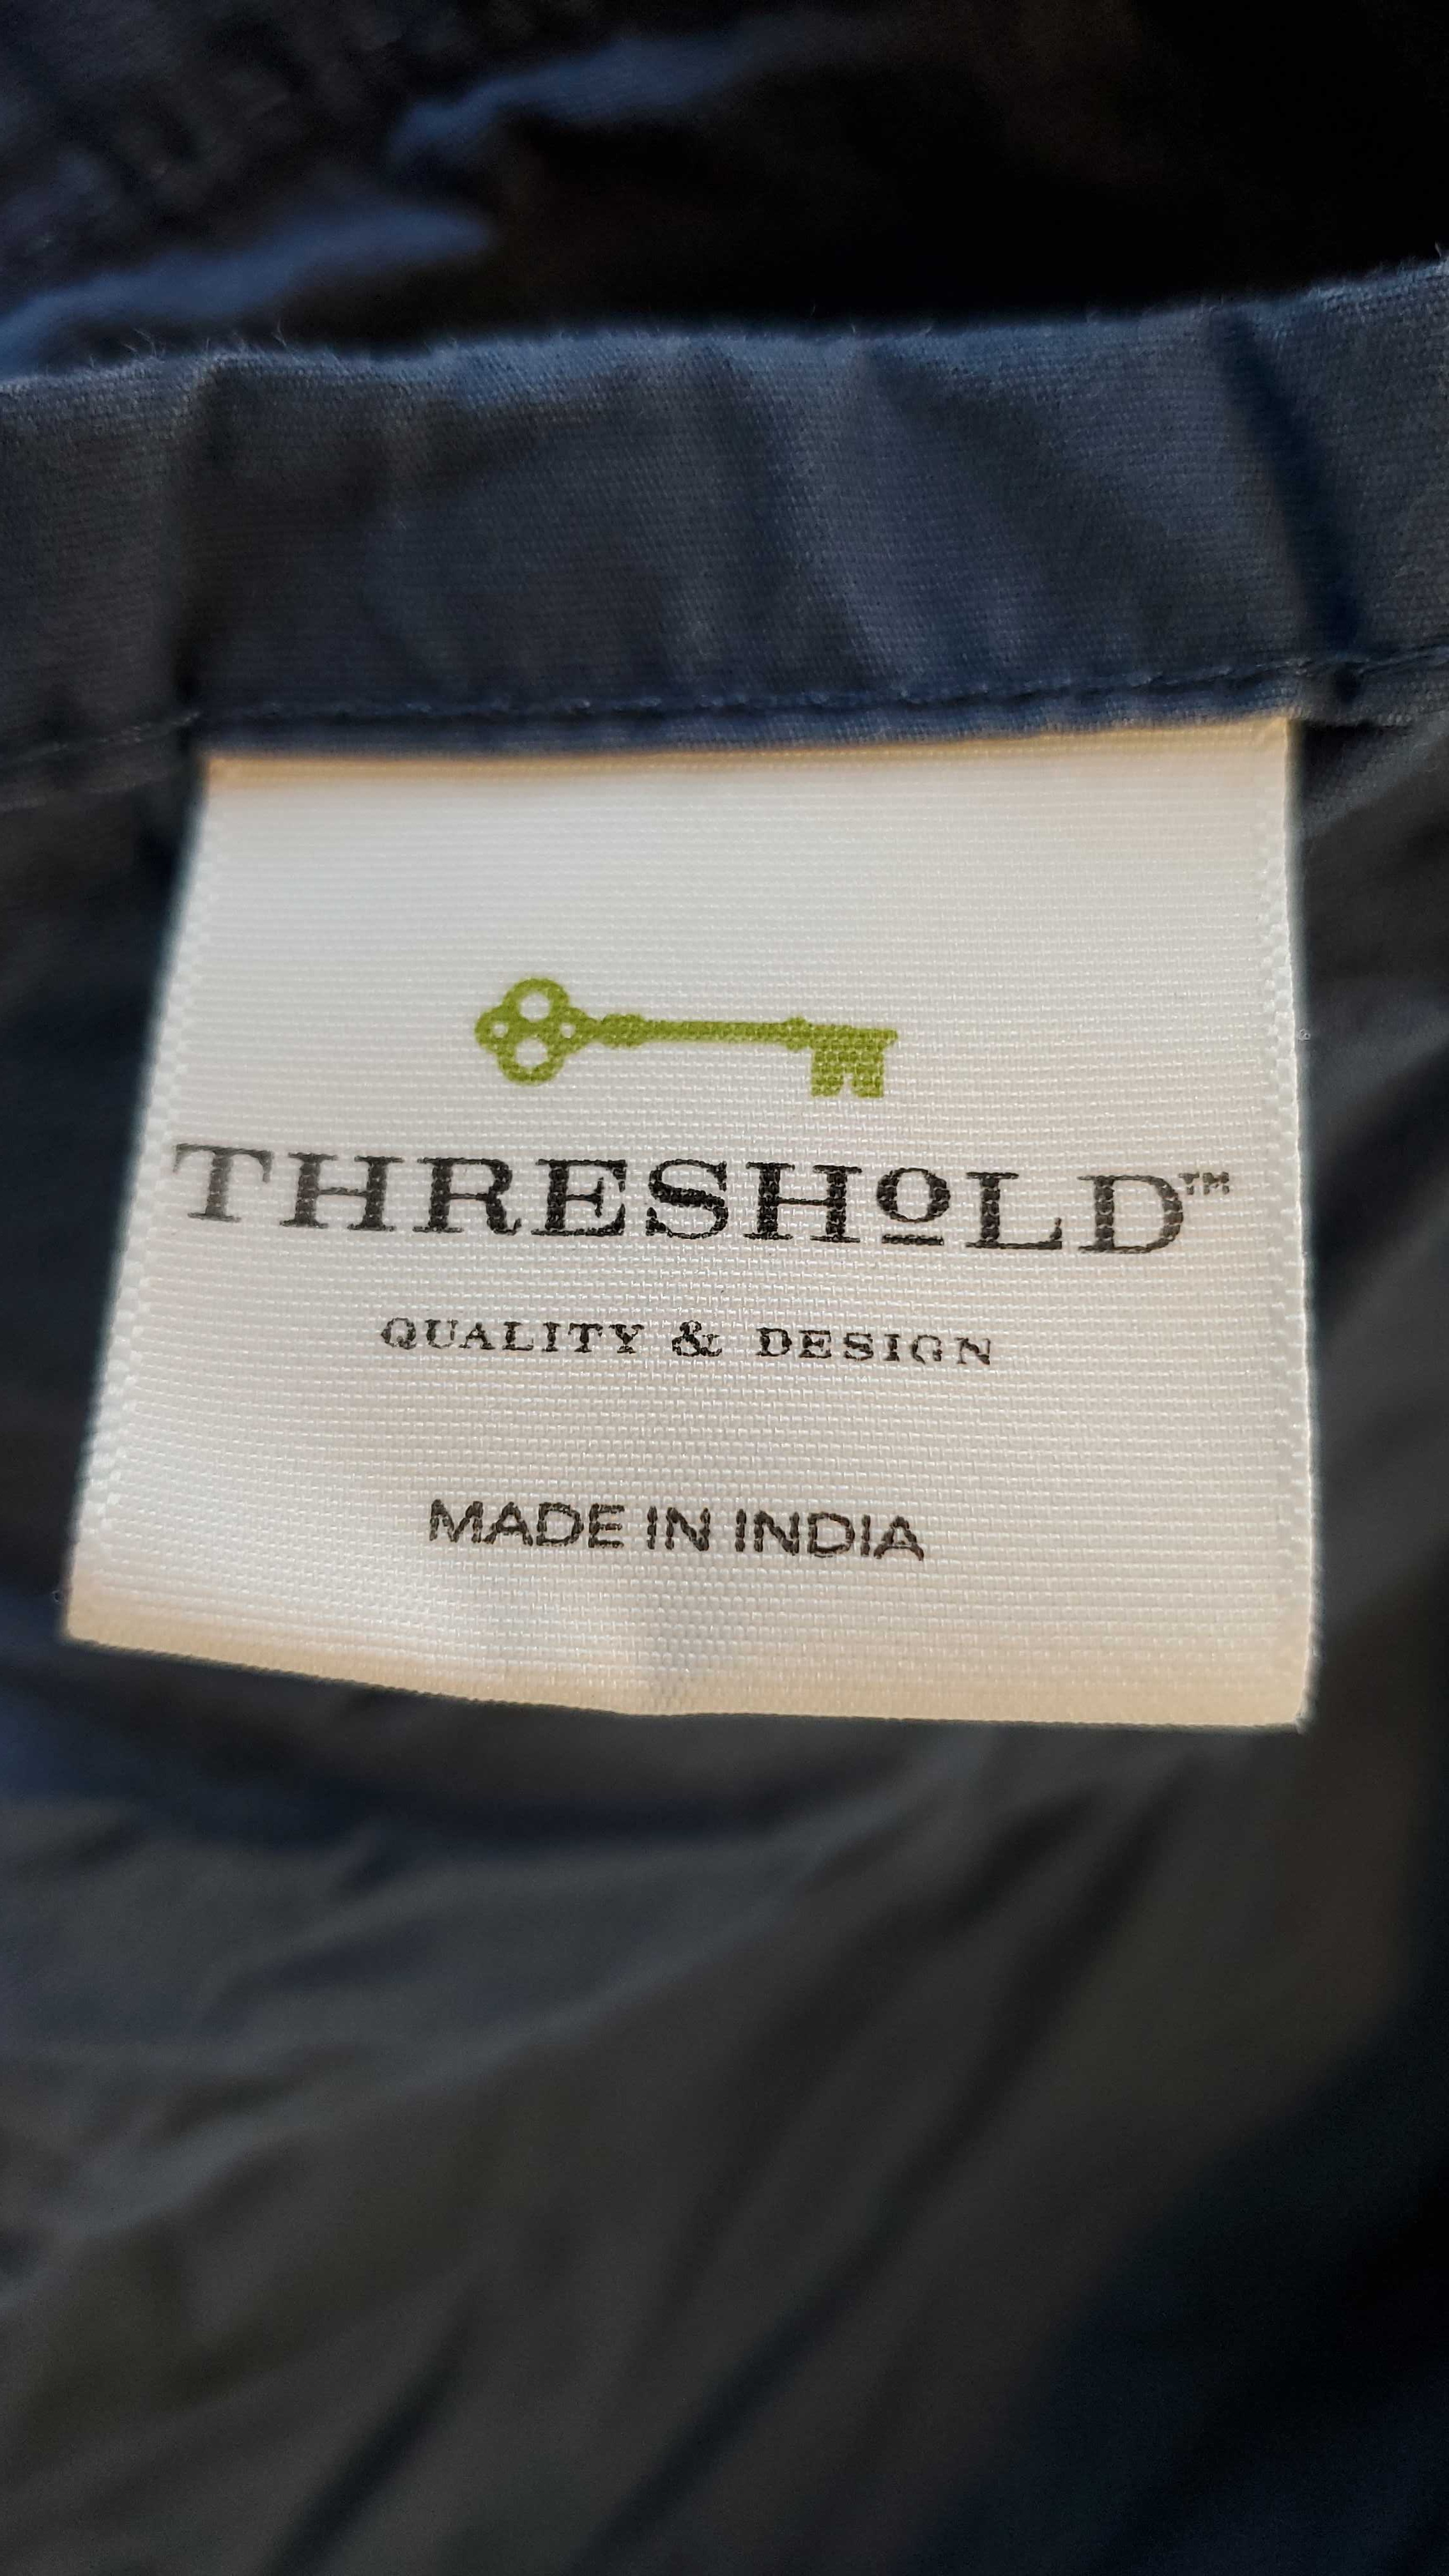 THRESHOLD™
QUALITY & DESIGN
MADE IN INDIA